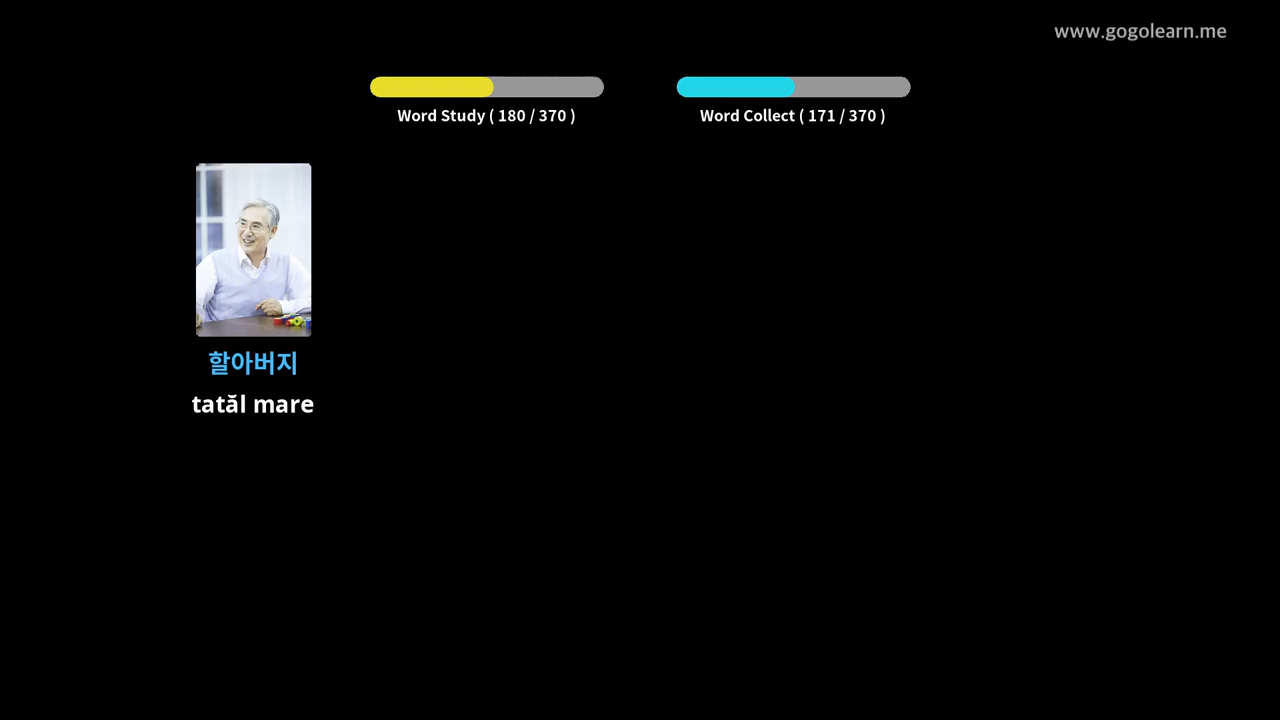 www.gogolearn.me
Word Study ( 180 / 370 )
Word Collect ( 171 / 370 )
할아버지
tatăl mare